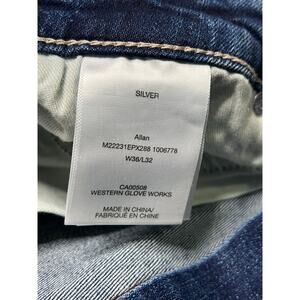 SILVER
Allan
M22231EPX288 1006778
W36/L32
CA00508
WESTERN GLOVE WORKS
MADE IN CHINA/
FABRIQUÉ EN CHINE